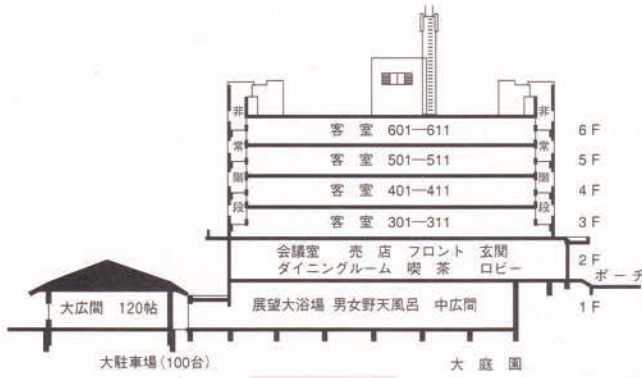 非常階段
非常階段
客室 601—611
6F
客室 501—511
5F
客室 401—411
4F
客室 301—311
3F
会議室 売店 フロント 玄関
ダイニングルーム 喫茶 ロビー
2F
ポーチ
大広間 120帖
展望大浴場 男女野天風呂 中広間
1F
大駐車場(100台)
大庭園